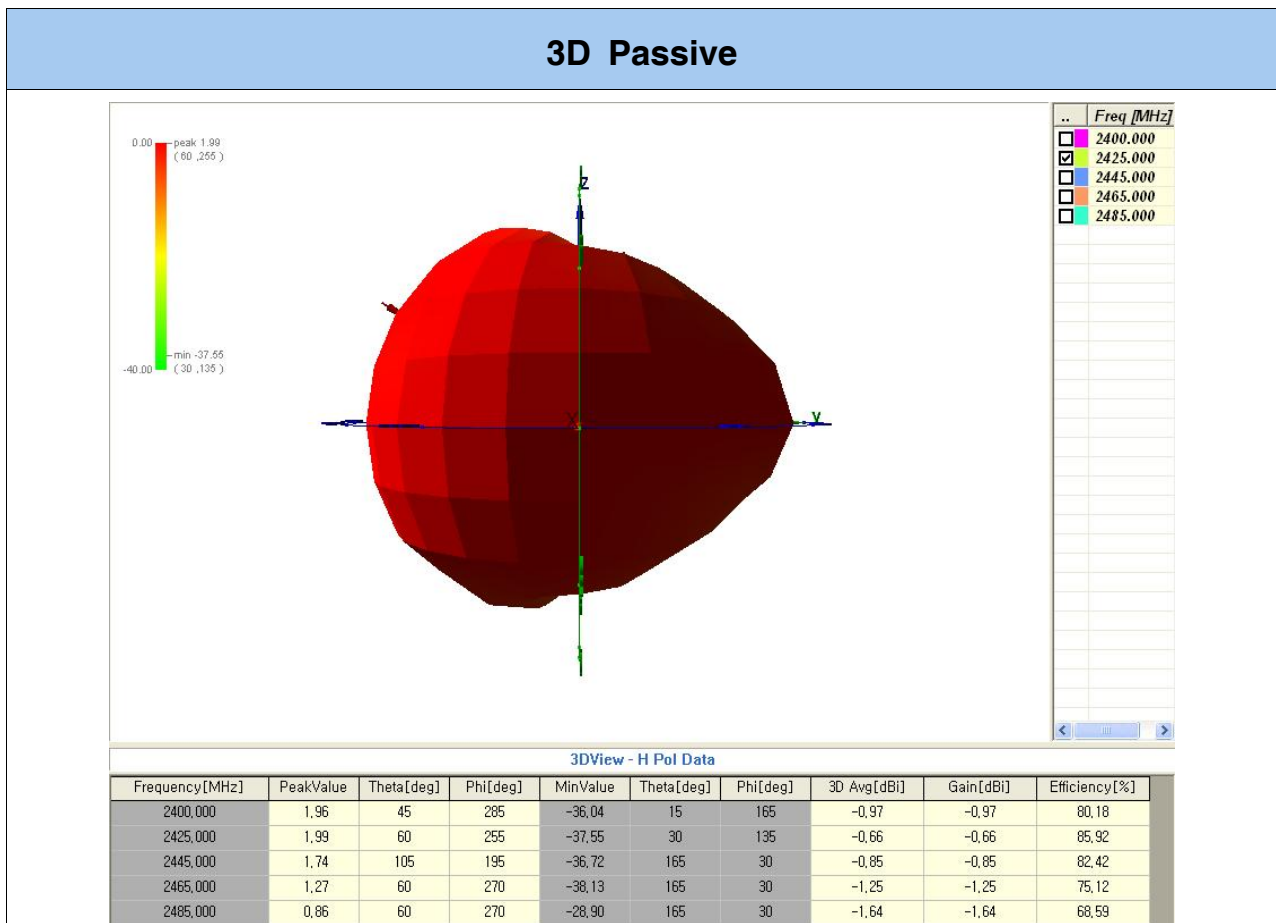 3D Passive
0.00
peak 1.99
( 60 ,255 )
min -37.55
-40.00
( 30 ,135 )
Z
X
Y
.. Freq [MHz]
2400.000
2425.000
2445.000
2465.000
2485.000
3DView - H Pol Data
Frequency[MHz] PeakValue Theta[deg] Phi[deg] MinValue Theta[deg] Phi[deg] 3D Avg[dBi] Gain[dBi] Efficiency[%]
2400,000 1,96 45 285 -36,04 15 165 -0,97 -0,97 80,18
2425,000 1,99 60 255 -37,55 30 135 -0,66 -0,66 85,92
2445,000 1,74 105 195 -36,72 165 30 -0,85 -0,85 82,42
2465,000 1,27 60 270 -38,13 165 30 -1,25 -1,25 75,12
2485,000 0,86 60 270 -28,90 165 30 -1,64 -1,64 68,59